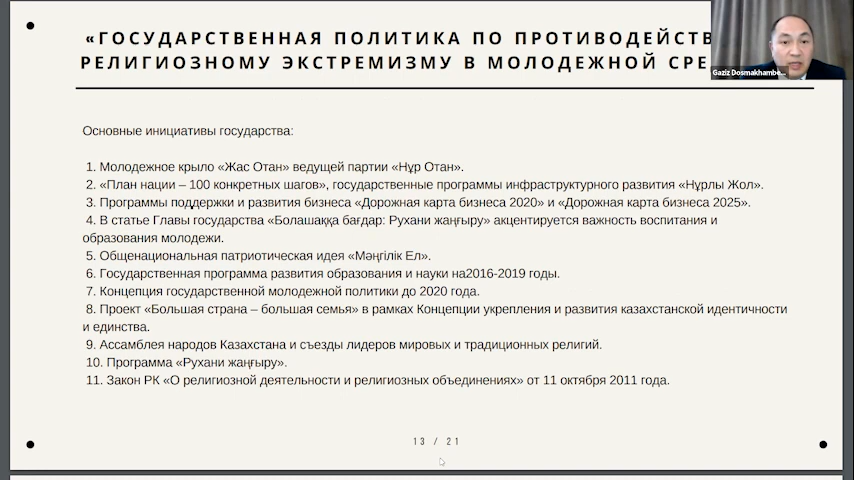 «ГОСУДАРСТВЕННАЯ ПОЛИТИКА ПО
РЕЛИГИОЗНОМУ ЭКСТРЕМИЗМУ В МОЛОДЕЖНОЙ
Gaziz Dosmakhambe...
Основные инициативы государства:
1. Молодежное крыло «Жас Отан» ведущей партии «Нұр Отан».
2. «План нации – 100 конкретных шагов», государственные программы инфраструктурного развития «Нұрлы Жол».
3. Программы поддержки и развития бизнеса «Дорожная карта бизнеса 2020» и «Дорожная карта бизнеса 2025».
4. В статье Главы государства «Болашаққа бағдар: Рухани жаңғыру» акцентируется важность воспитания и
образования молодежи.
5. Общенациональная патриотическая идея «Мәңгілік Ел».
6. Государственная программа развития образования и науки на2016-2019 годы.
7. Концепция государственной молодежной политики до 2020 года.
8. Проект «Большая страна – большая семья» в рамках Концепции укрепления и развития казахстанской идентичности
и единства.
9. Ассамблея народов Казахстана и съезды лидеров мировых и традиционных религий.
10. Программа «Рухани жаңғыру».
11. Закон РК «О религиозной деятельности и религиозных объединениях» от 11 октября 2011 года.
13 / 21